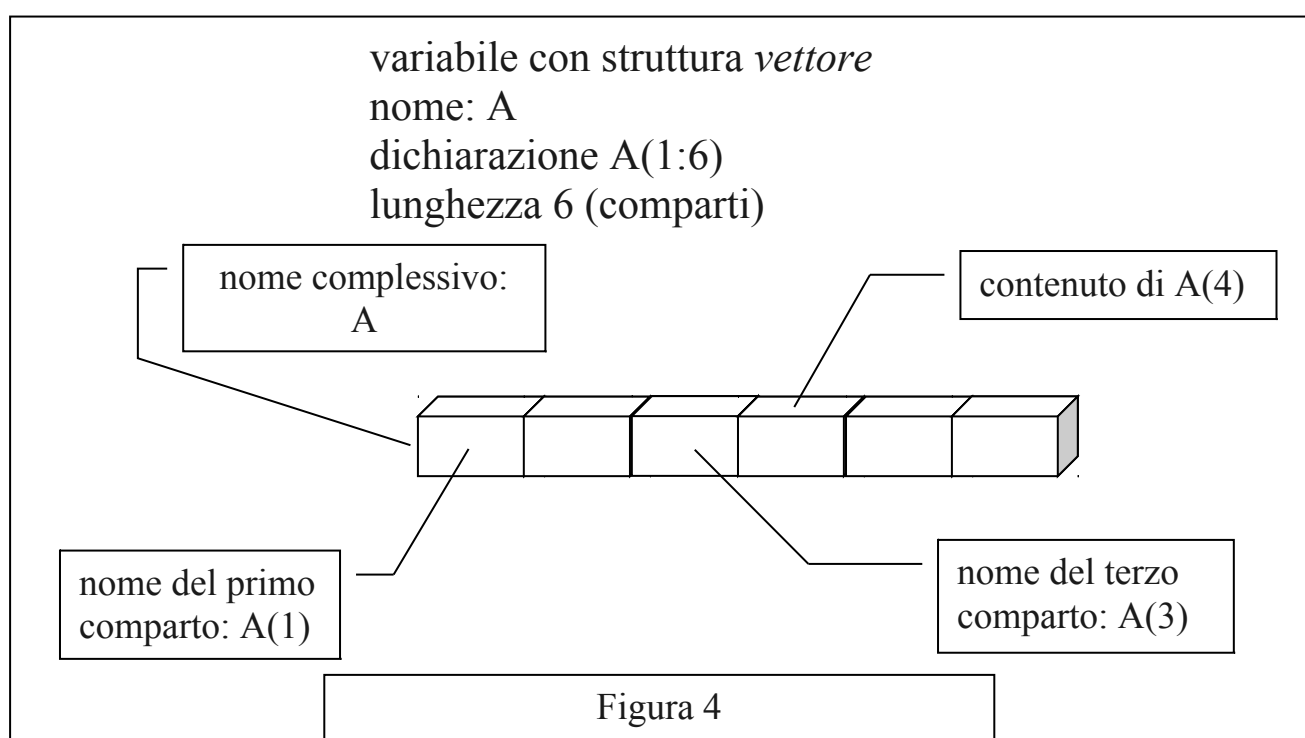 variabile con struttura vettore
nome: A
dichiarazione A(1:6)
lunghezza 6 (comparti)
nome complessivo:
A
contenuto di A(4)
nome del primo
comparto: A(1)
nome del terzo
comparto: A(3)
Figura 4